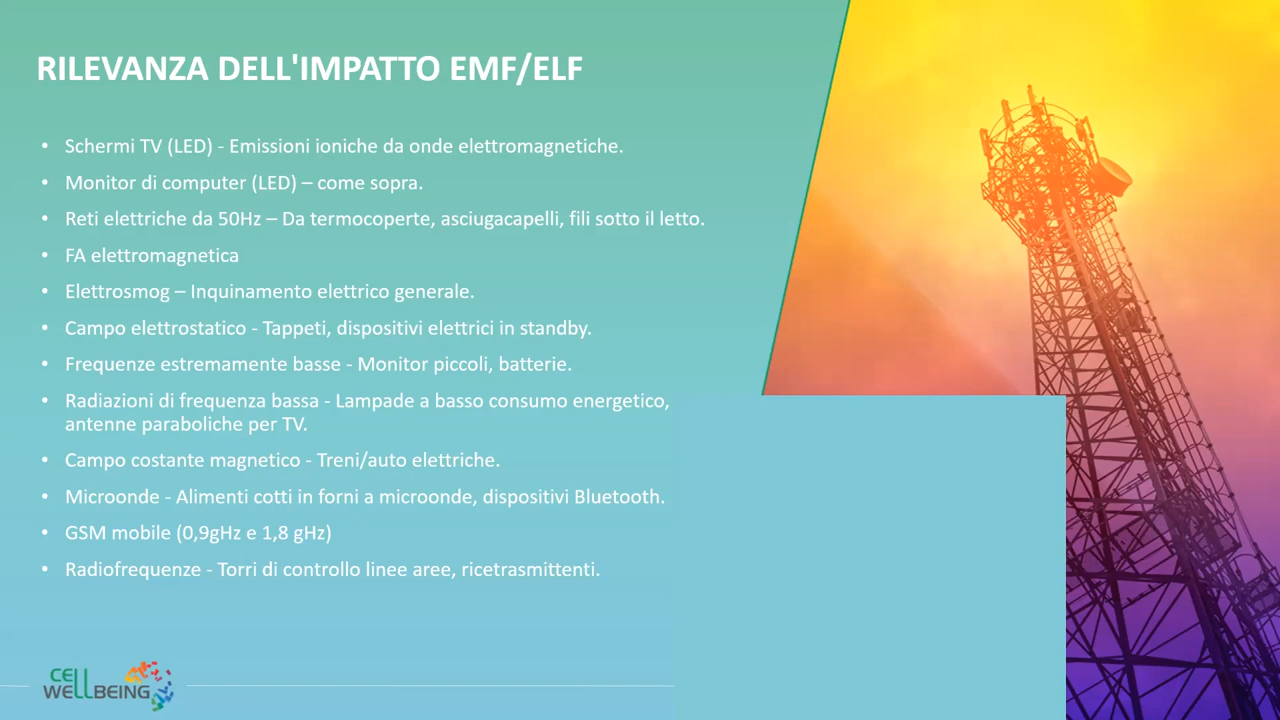 RILEVANZA DELL'IMPATTO EMF/ELF
• Schermi TV (LED) - Emissioni ioniche da onde elettromagnetiche.
• Monitor di computer (LED) – come sopra.
• Reti elettriche da 50Hz – Da termocoperte, asciugacapelli, fili sotto il letto.
• FA elettromagnetica
• Elettrosmog – Inquinamento elettrico generale.
• Campo elettrostatico - Tappeti, dispositivi elettrici in standby.
• Frequenze estremamente basse - Monitor piccoli, batterie.
• Radiazioni di frequenza bassa - Lampade a basso consumo energetico,
antenne paraboliche per TV.
• Campo costante magnetico - Treni/auto elettriche.
• Microonde - Alimenti cotti in forni a microonde, dispositivi Bluetooth.
• GSM mobile (0,9gHz e 1,8 gHz)
• Radiofrequenze - Torri di controllo linee aree, ricetrasmittenti.
CELL
WELLBEING